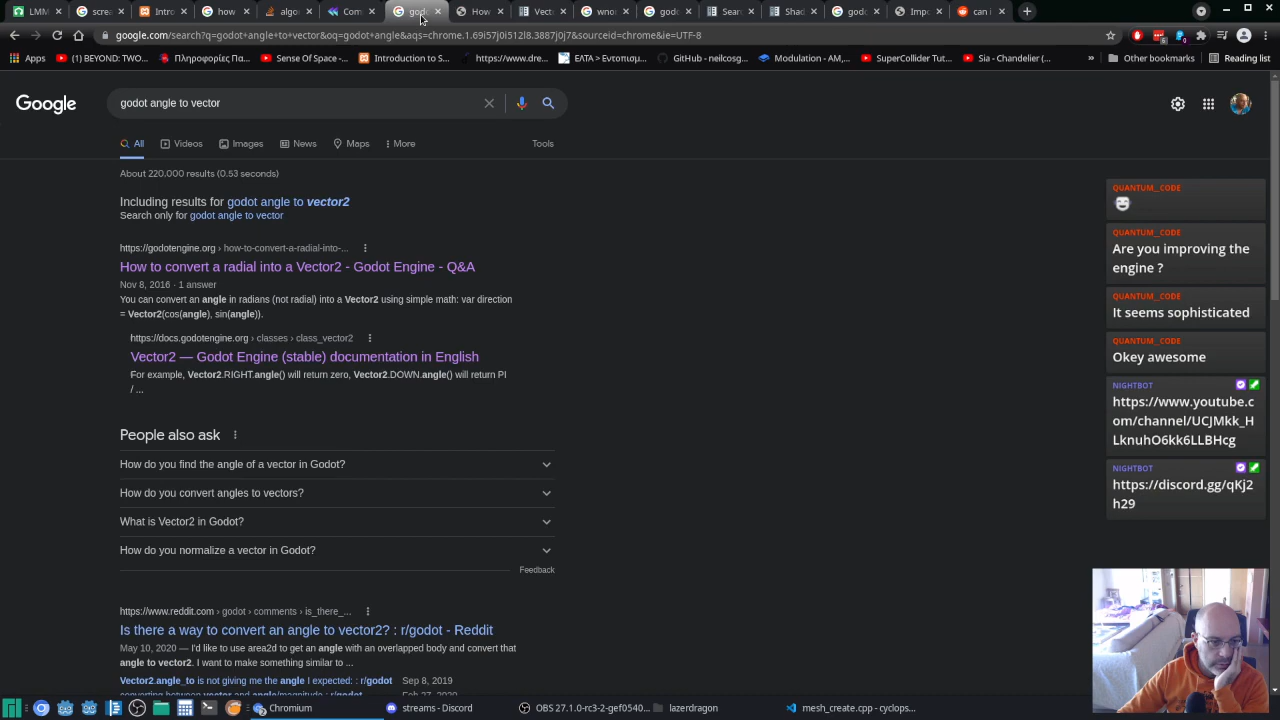 LMM
screa
Intro
how
algo
Com
god
How
Vect
wno
godo
Sear
Shad
godo
Impo
can i
google.com/search?q=godot+angle+to+vector&oq=godot+angle&aqs=chrome.1.69i57j0i512l8.3887j0j7&sourceid=chrome&ie=UTF-8
Apps
(1) BEYOND: TWO...
Πληροφορίες Πα...
Sense Of Space -...
Introduction to S...
https://www.dre...
ΕΛΤΑ > Εντοπισμ...
GitHub - neilcosg...
Modulation - AM,...
SuperCollider Tut...
Sia - Chandelier (...
»
Other bookmarks
Reading list
Google
godot angle to vector
All
Videos
Images
News
Maps
More
Tools
About 220.000 results (0.53 seconds)
Including results for godot angle to vector2
Search only for godot angle to vector
https://godotengine.org › how-to-convert-a-radial-into-...
How to convert a radial into a Vector2 - Godot Engine - Q&A
Nov 8, 2016 · 1 answer
You can convert an angle in radians (not radial) into a Vector2 using simple math: var direction
= Vector2(cos(angle), sin(angle)).
https://docs.godotengine.org › classes › class_vector2
Vector2 — Godot Engine (stable) documentation in English
For example, Vector2.RIGHT.angle() will return zero, Vector2.DOWN.angle() will return PI
/ ...
People also ask
How do you find the angle of a vector in Godot?
How do you convert angles to vectors?
What is Vector2 in Godot?
How do you normalize a vector in Godot?
Feedback
https://www.reddit.com › godot › comments › is_there_...
Is there a way to convert an angle to vector2? : r/godot - Reddit
May 10, 2020 — I'd like to use area2d to get an angle with an overlapped body and convert that
angle to vector2. I want to make something similar to ...
Vector2.angle_to is not giving me the angle I expected: : r/godot Sep 8, 2019
converting between vector and angle/magnitude : r/godot Feb 27, 2020
QUANTUM_CODE
QUANTUM_CODE
Are you improving the
engine ?
QUANTUM_CODE
It seems sophisticated
QUANTUM_CODE
Okey awesome
NIGHTBOT
https://www.youtube.c
om/channel/UCJMkk_H
LknuhO6kk6LLBHcg
NIGHTBOT
https://discord.gg/qKj2
h29
Chromium
streams - Discord
OBS 27.1.0-rc3-2-gef0540...
lazerdragon
mesh_create.cpp - cyclops...